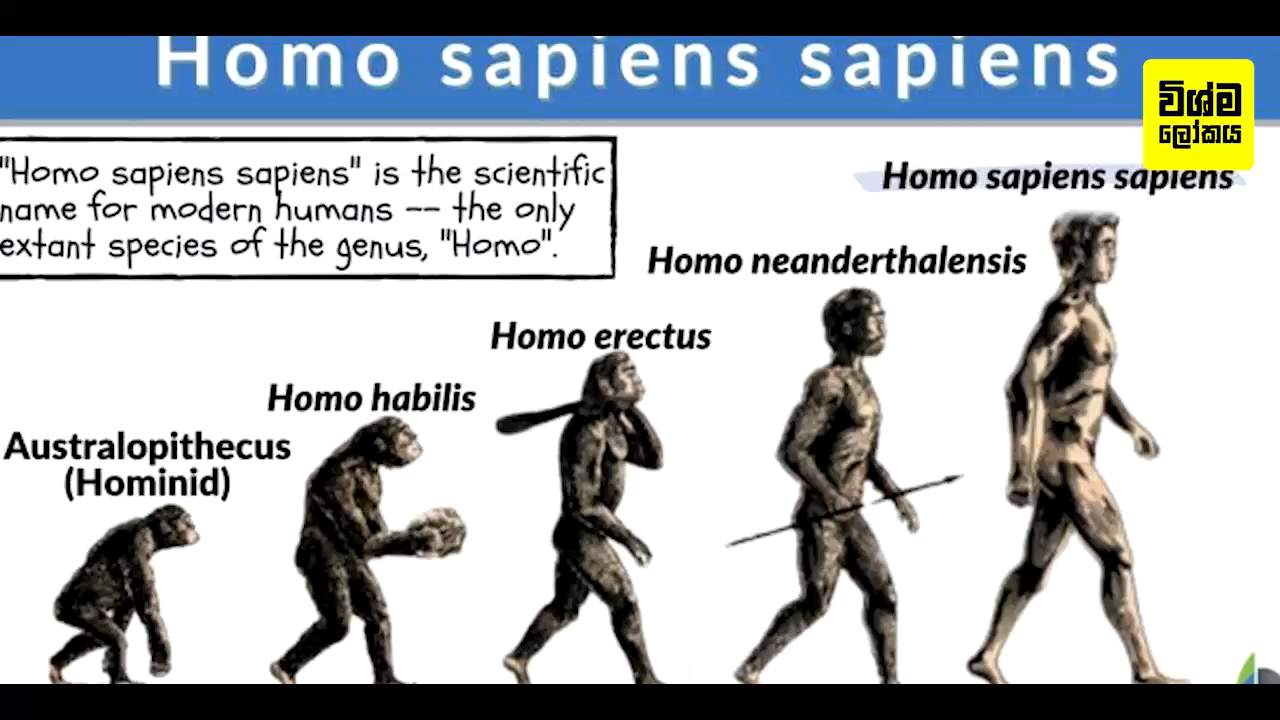 Homo sapiens sapiens
විශ්ම
ලෝකය
"Homo sapiens sapiens" is the scientific
name for modern humans -- the only
extant species of the genus, "Homo".
Homo sapiens sapiens
Homo neanderthalensis
Homo erectus
Homo habilis
Australopithecus
(Hominid)